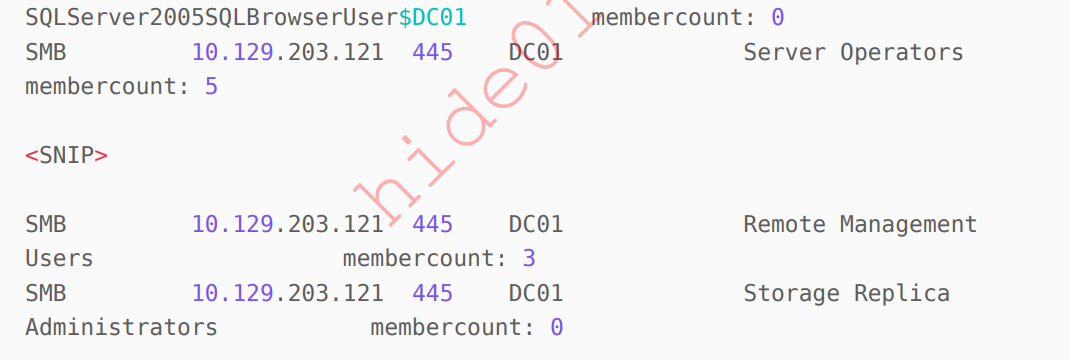 SQLServer2005SQLBrowserUser$DC01 membercount: 0
SMB 10.129.203.121 445 DC01 Server Operators
membercount: 5
<SNIP>
SMB 10.129.203.121 445 DC01 Remote Management
Users membercount: 3
SMB 10.129.203.121 445 DC01 Storage Replica
Administrators membercount: 0
hide01